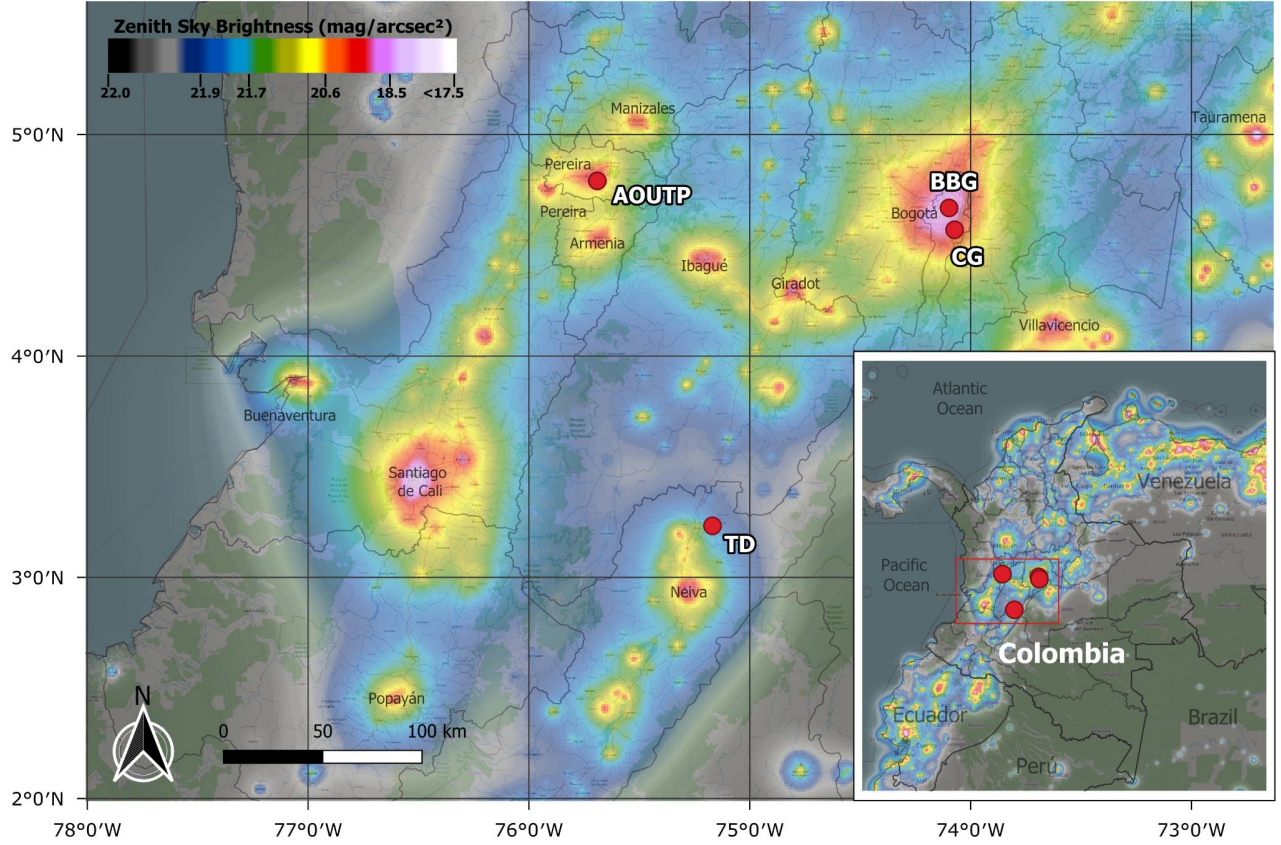 Zenith Sky Brightness (mag/arcsec²)
22.0 21.9 21.7 20.6 18.5 <17.5
5°0′N
4°0′N
3°0′N
2°0′N
Manizales
Tauramena
Pereira
AOUTP
Pereira
Armenia
BBG
Bogotá
CG
Ibagué
Giradot
Villavicencio
Buenaventura
Santiago
de Cali
TD
Neiva
Popayán
N
0 50 100 km
Atlantic
Ocean
Venezuela
Pacific
Ocean
Colombia
Ecuador
Brazil
Perú
78°0′W 77°0′W 76°0′W 75°0′W 74°0′W 73°0′W